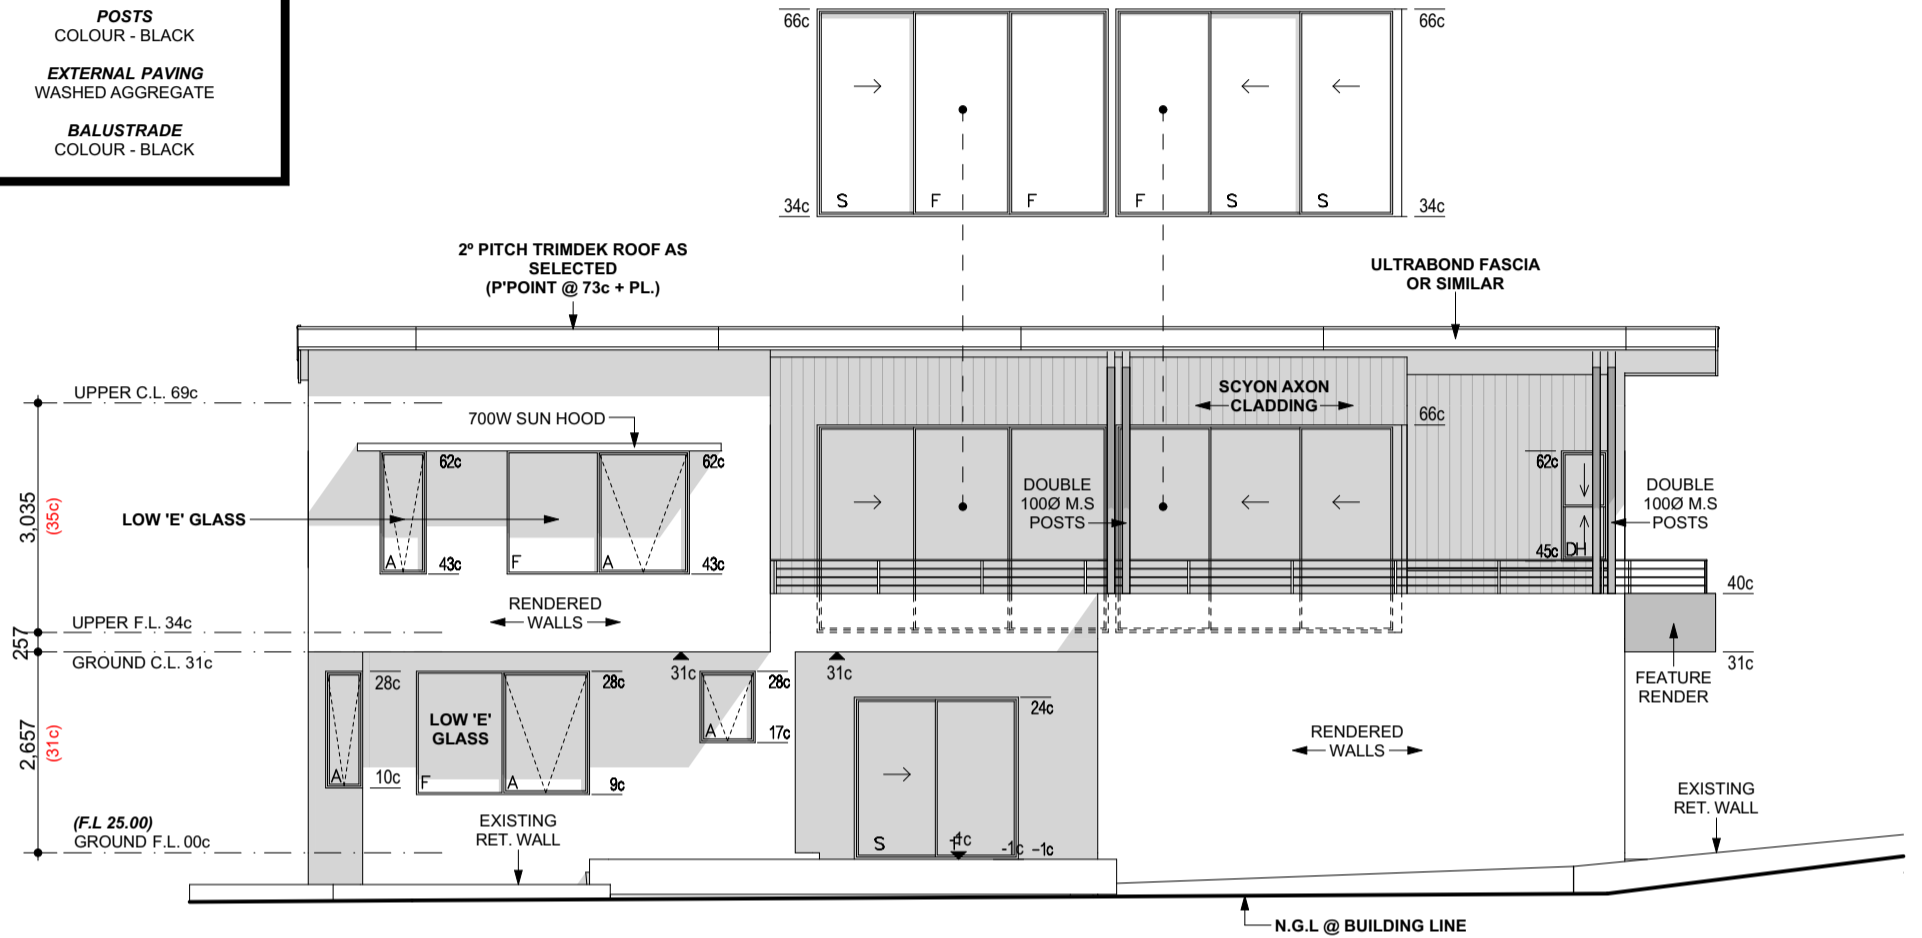 POSTS
COLOUR - BLACK
EXTERNAL PAVING
WASHED AGGREGATE
BALUSTRADE
COLOUR - BLACK
66c
66c
34c
S
F
F
F
S
S
34c
2º PITCH TRIMDEK ROOF AS
SELECTED
(P'POINT @ 73c + PL.)
ULTRABOND FASCIA
OR SIMILAR
UPPER C.L. 69c
700W SUN HOOD
SCYON AXON
CLADDING
66c
62c
62c
62c
LOW 'E' GLASS
DOUBLE
100Ø M.S
POSTS
DOUBLE
100Ø M.S
POSTS
3,035
(35c)
A
43c
F
A
43c
45c
DH
40c
RENDERED
WALLS
UPPER F.L. 34c
257
GROUND C.L. 31c
31c
31c
31c
FEATURE
RENDER
28c
28c
28c
24c
LOW 'E'
GLASS
A
17c
RENDERED
WALLS
2,657
(31c)
A
10c
F
A
9c
EXISTING
RET. WALL
EXISTING
RET. WALL
(F.L 25.00)
GROUND F.L. 00c
S
F
-1c
-1c
-1c
N.G.L @ BUILDING LINE